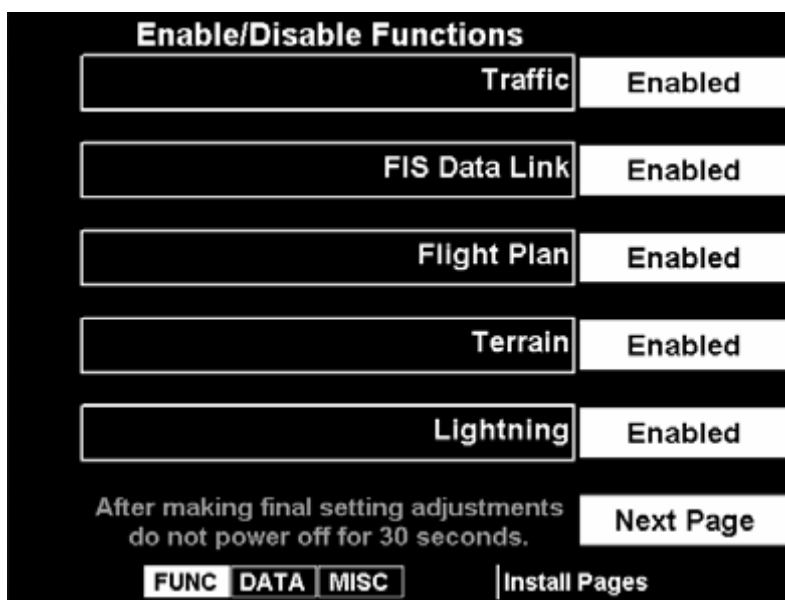 Enable/Disable Functions
Traffic Enabled
FIS Data Link Enabled
Flight Plan Enabled
Terrain Enabled
Lightning Enabled
After making final setting adjustments
do not power off for 30 seconds.
Next Page
FUNC DATA MISC Install Pages